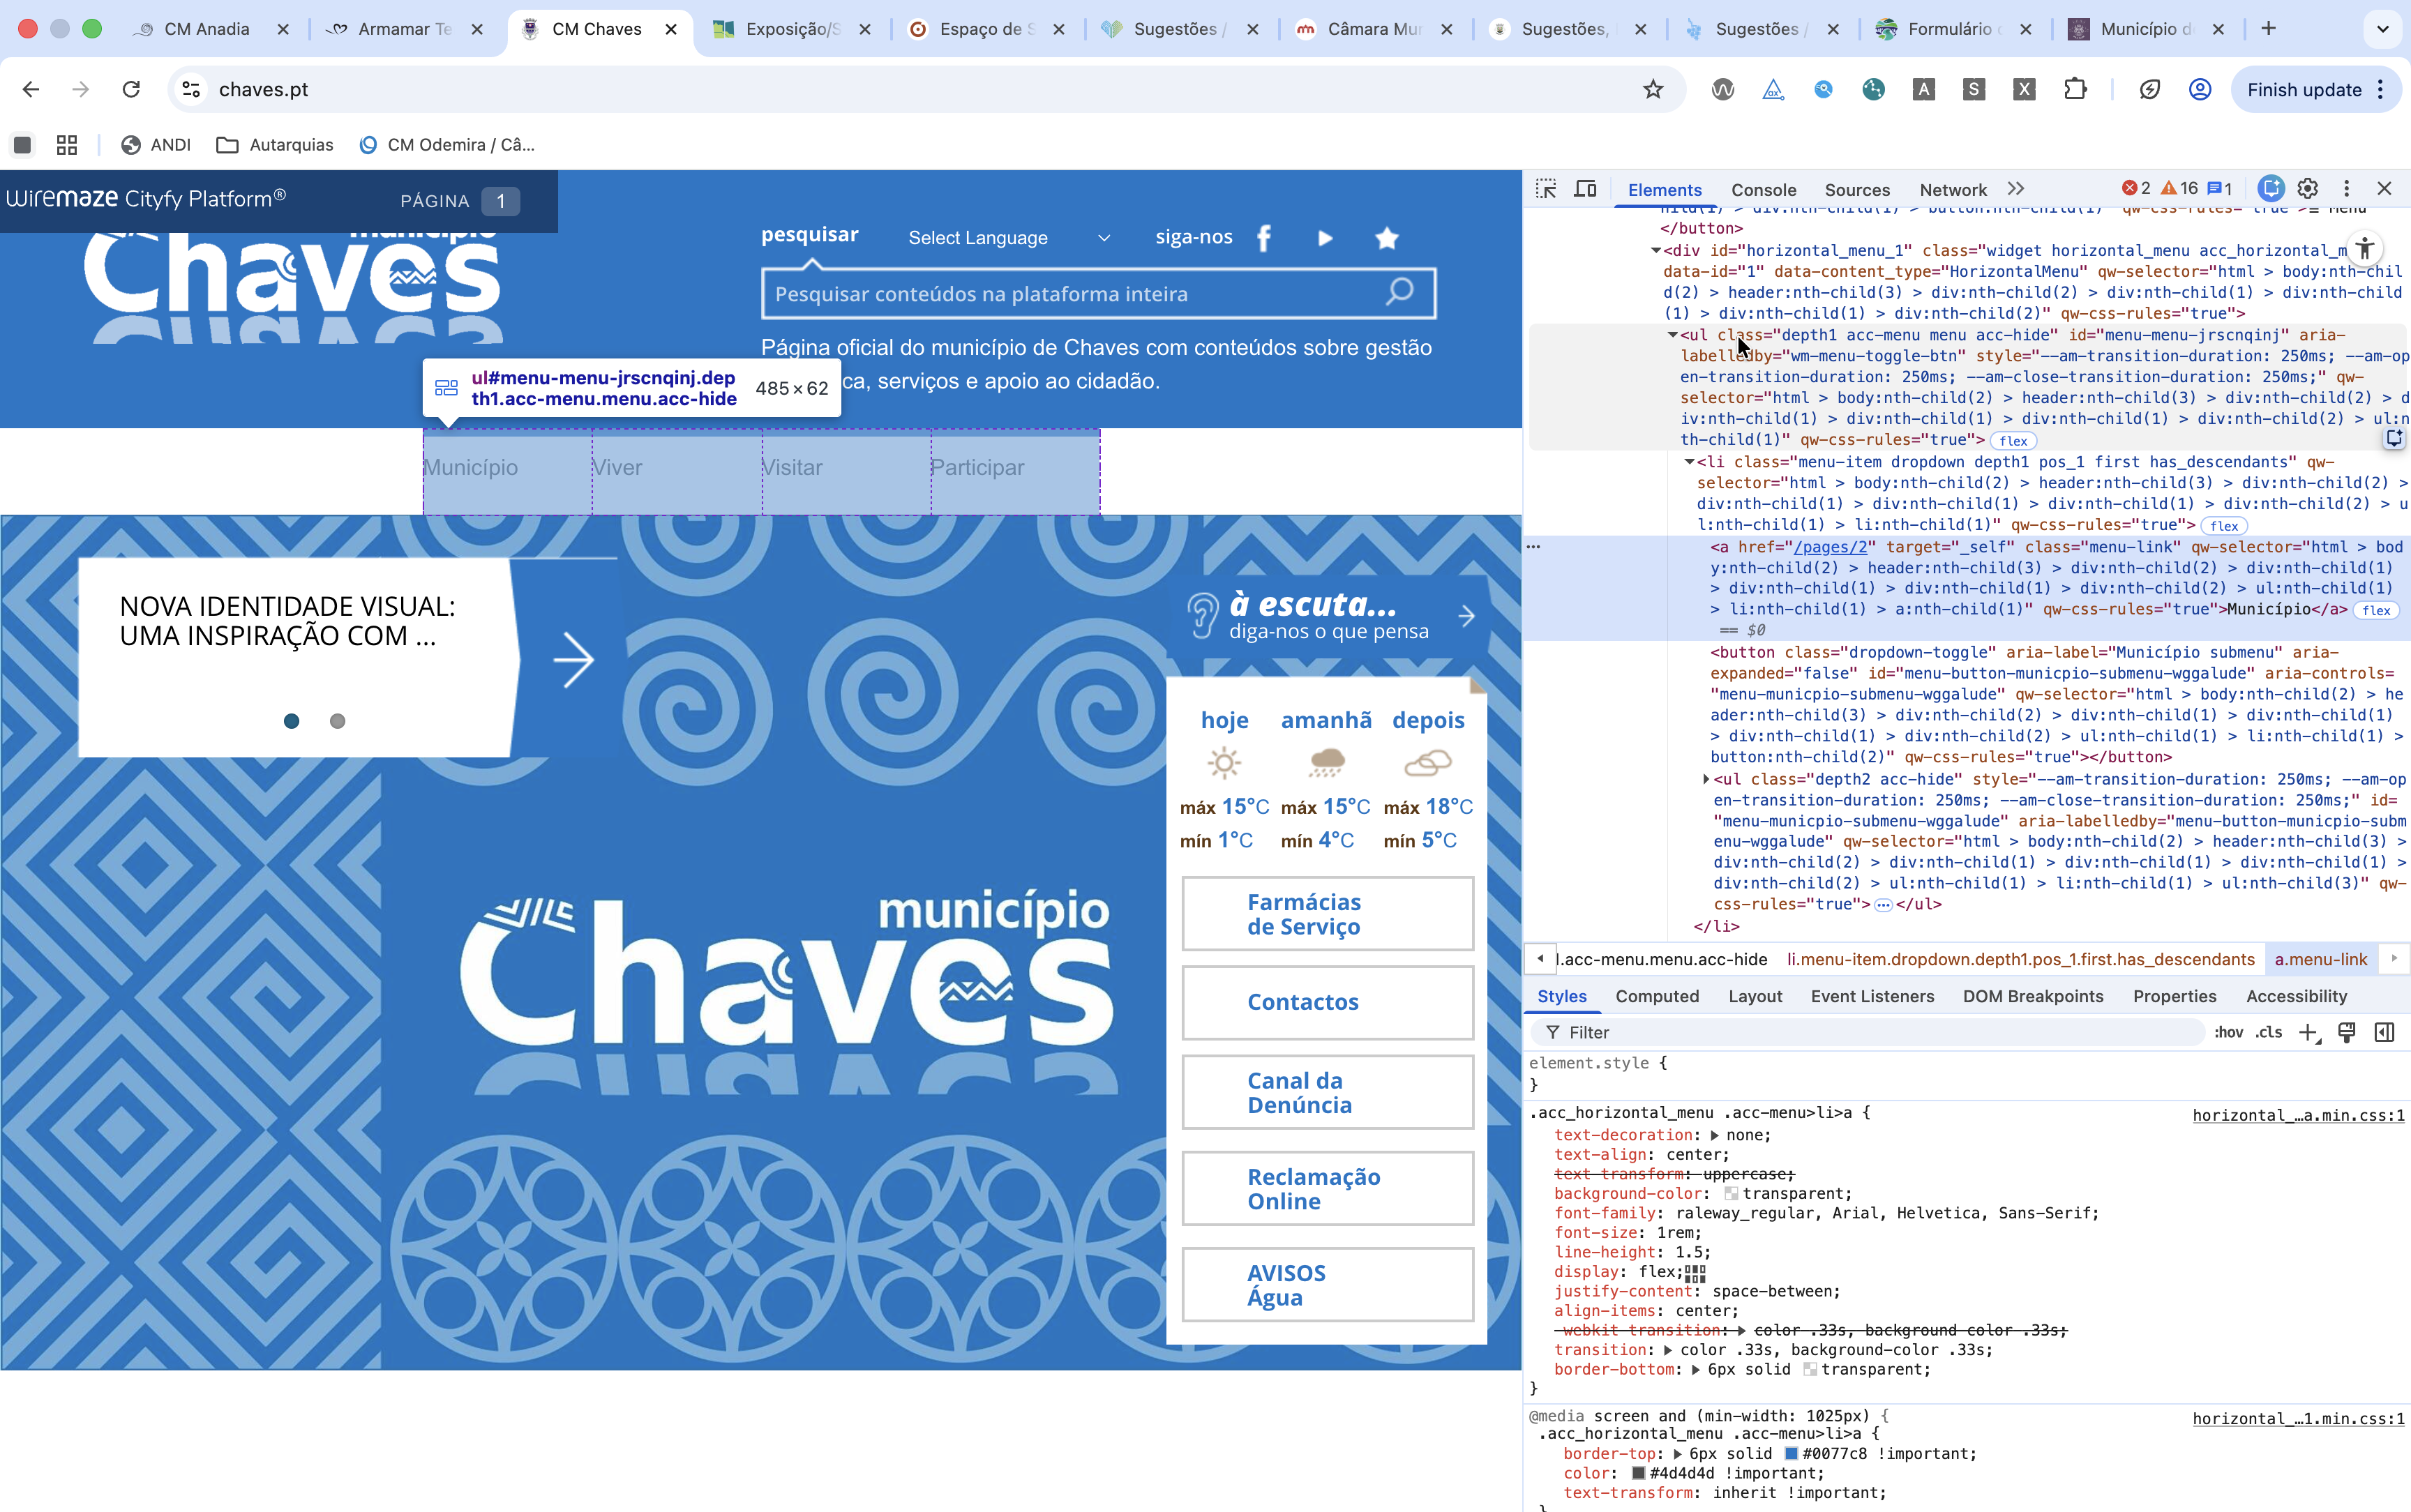 CM Anadia
Armamar Te
CM Chaves
Exposição/S
Espaço de S
Sugestões /
Câmara Mun
Sugestões,
Sugestões /
Formulário d
Município d
chaves.pt
Finish update
ANDI
Autarquias
CM Odemira / Câ...
wiremaze Cityfy Platform®
PÁGINA 1
município
Chaves
pesquisar
Select Language
siga-nos
Pesquisar conteúdos na plataforma inteira
Página oficial do município de Chaves com conteúdos sobre gestão
ca, serviços e apoio ao cidadão.
ul#menu-menu-jrscnqinj.dep
th1.acc-menu.menu.acc-hide
485×62
Município
Viver
Visitar
Participar
NOVA IDENTIDADE VISUAL:
UMA INSPIRAÇÃO COM ...
à escuta...
diga-nos o que pensa
hoje amanhã depois
máx 15°C máx 15°C máx 18°C
mín 1°C mín 4°C mín 5°C
município
Chaves
Farmácias
de Serviço
Contactos
Canal da
Denúncia
Reclamação
Online
AVISOS
Água
Elements
Console
Sources
Network
2 16 1
hild(1) > div:nth-child(1) > button:nth-child(1)" qw-css-rules="true">≡ Menu
</button>
<div id="horizontal_menu_1" class="widget horizontal_menu acc_horizontal_m
data-id="1" data-content_type="HorizontalMenu" qw-selector="html > body:nth-chil
d(2) > header:nth-child(3) > div:nth-child(2) > div:nth-child(1) > div:nth-child
(1) > div:nth-child(1) > div:nth-child(2)" qw-css-rules="true">
<ul class="depth1 acc-menu menu acc-hide" id="menu-menu-jrscnqinj" aria-
labelledby="wm-menu-toggle-btn" style="--am-transition-duration: 250ms; --am-op
en-transition-duration: 250ms; --am-close-transition-duration: 250ms;" qw-
selector="html > body:nth-child(2) > header:nth-child(3) > div:nth-child(2) > d
iv:nth-child(1) > div:nth-child(1) > div:nth-child(1) > div:nth-child(2) > ul:n
th-child(1)" qw-css-rules="true"> flex
<li class="menu-item dropdown depth1 pos_1 first has_descendants" qw-
selector="html > body:nth-child(2) > header:nth-child(3) > div:nth-child(2) >
div:nth-child(1) > div:nth-child(1) > div:nth-child(1) > div:nth-child(2) > u
l:nth-child(1) > li:nth-child(1)" qw-css-rules="true"> flex
<a href="/pages/2" target="_self" class="menu-link" qw-selector="html > bod
y:nth-child(2) > header:nth-child(3) > div:nth-child(2) > div:nth-child(1)
> div:nth-child(1) > div:nth-child(1) > div:nth-child(2) > ul:nth-child(1)
> li:nth-child(1) > a:nth-child(1)" qw-css-rules="true">Município</a> flex
== $0
<button class="dropdown-toggle" aria-label="Município submenu" aria-
expanded="false" id="menu-button-municpio-submenu-wggalude" aria-controls=
"menu-municpio-submenu-wggalude" qw-selector="html > body:nth-child(2) > he
ader:nth-child(3) > div:nth-child(2) > div:nth-child(1) > div:nth-child(1)
> div:nth-child(1) > div:nth-child(2) > ul:nth-child(1) > li:nth-child(1) >
button:nth-child(2)" qw-css-rules="true"></button>
<ul class="depth2 acc-hide" style="--am-transition-duration: 250ms; --am-op
en-transition-duration: 250ms; --am-close-transition-duration: 250ms;" id=
"menu-municpio-submenu-wggalude" aria-labelledby="menu-button-municpio-subm
enu-wggalude" qw-selector="html > body:nth-child(2) > header:nth-child(3) >
div:nth-child(2) > div:nth-child(1) > div:nth-child(1) > div:nth-child(1) >
div:nth-child(2) > ul:nth-child(1) > li:nth-child(1) > ul:nth-child(3)" qw-
css-rules="true"> ... </ul>
</li>
l.acc-menu.menu.acc-hide
li.menu-item.dropdown.depth1.pos_1.first.has_descendants
a.menu-link
Styles
Computed
Layout
Event Listeners
DOM Breakpoints
Properties
Accessibility
Filter
:hov .cls
element.style {
}
.acc_horizontal_menu .acc-menu>li>a {
horizontal_…a.min.css:1
text-decoration: none;
text-align: center;
text-transform: uppercase;
background-color: transparent;
font-family: raleway_regular, Arial, Helvetica, Sans-Serif;
font-size: 1rem;
line-height: 1.5;
display: flex;
justify-content: space-between;
align-items: center;
-webkit-transition: color .33s, background-color .33s;
transition: color .33s, background-color .33s;
border-bottom: 6px solid transparent;
}
@media screen and (min-width: 1025px) {
horizontal_…1.min.css:1
.acc_horizontal_menu .acc-menu>li>a {
border-top: 6px solid #0077c8 !important;
color: #4d4d4d !important;
text-transform: inherit !important;
}